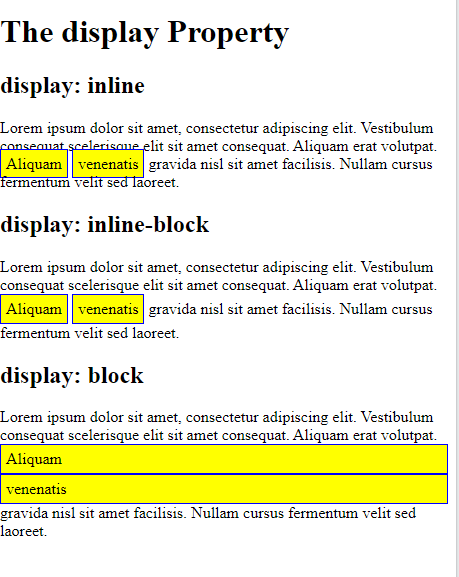 The display Property
display: inline
Lorem ipsum dolor sit amet, consectetur adipiscing elit. Vestibulum
consequat scelerisque elit sit amet consequat. Aliquam erat volutpat.
Aliquam venenatis gravida nisl sit amet facilisis. Nullam cursus
fermentum velit sed laoreet.
display: inline-block
Lorem ipsum dolor sit amet, consectetur adipiscing elit. Vestibulum
consequat scelerisque elit sit amet consequat. Aliquam erat volutpat.
Aliquam venenatis gravida nisl sit amet facilisis. Nullam cursus
fermentum velit sed laoreet.
display: block
Lorem ipsum dolor sit amet, consectetur adipiscing elit. Vestibulum
consequat scelerisque elit sit amet consequat. Aliquam erat volutpat.
Aliquam
venenatis
gravida nisl sit amet facilisis. Nullam cursus fermentum velit sed
laoreet.